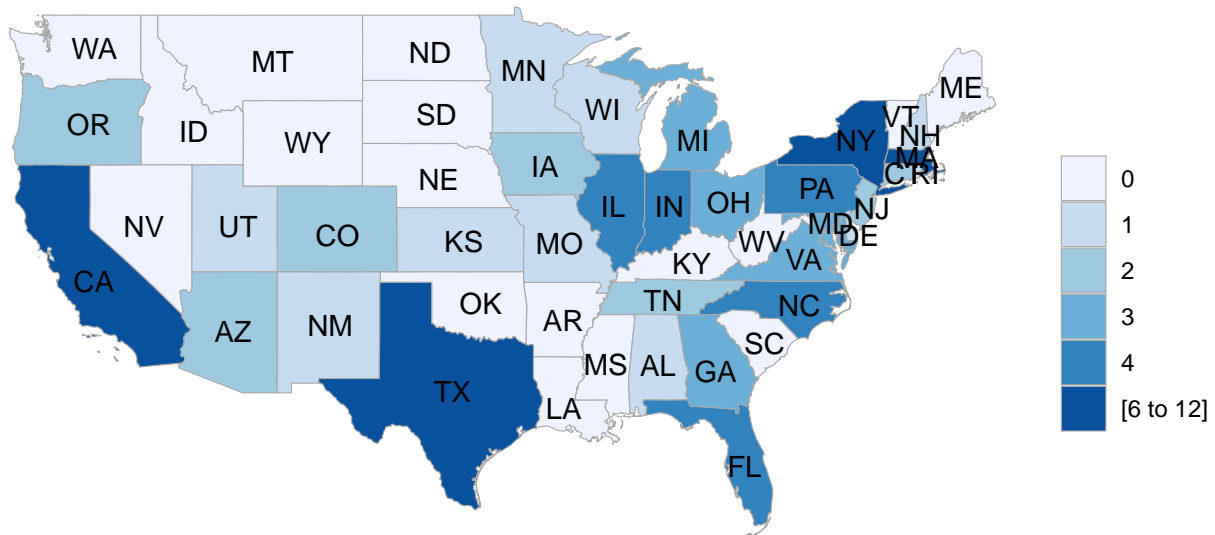 WA
MT
ND
MN
ME
OR
ID
SD
WI
VT
NH
WY
MI
NY
MA
NE
IA
C
RI
PA
NV
UT
CO
KS
MO
IL
IN
OH
NJ
MD
DE
WV
VA
KY
CA
AZ
NM
OK
TN
NC
AR
SC
MS
AL
GA
TX
LA
FL
0
1
2
3
4
[6 to 12]